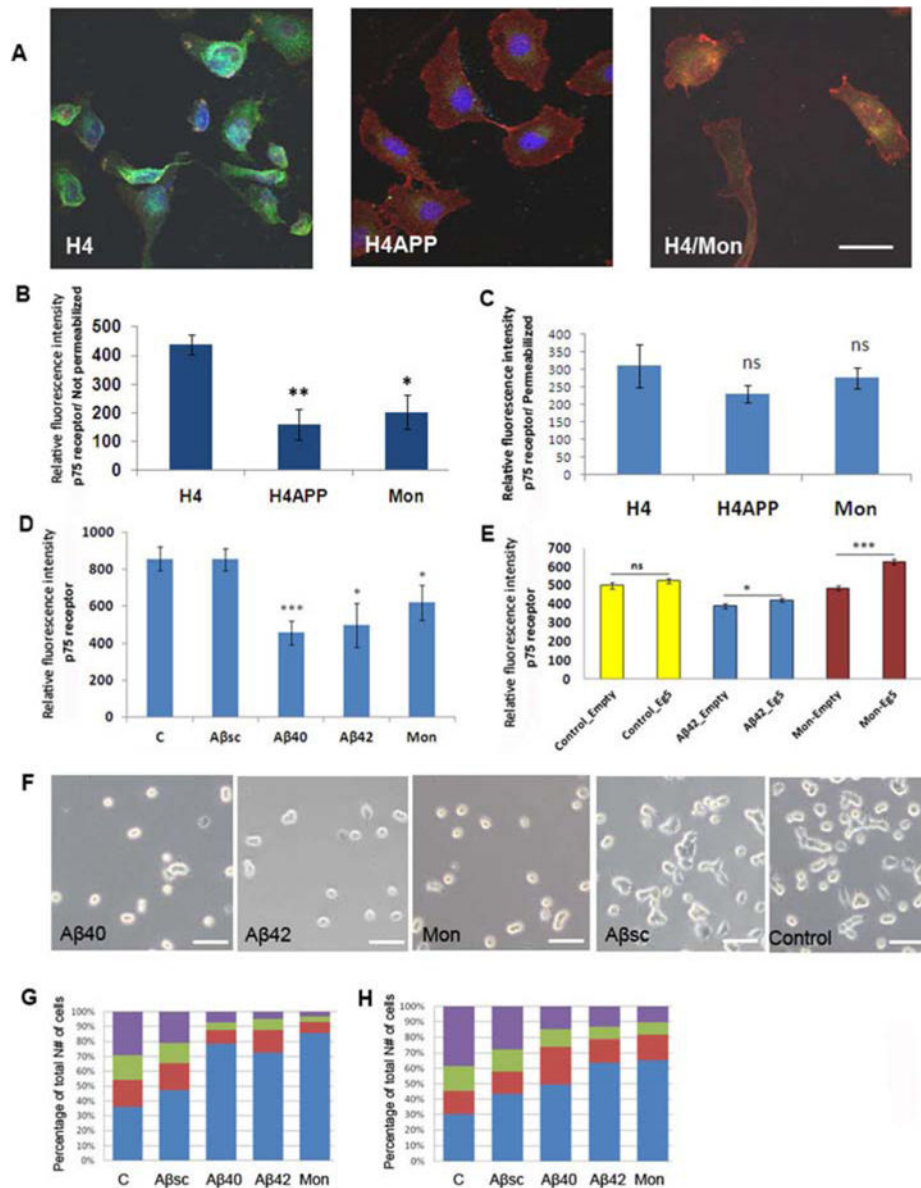 A
H4
H4APP
H4/Mon
B
Relative fluorescence intensity
p75 receptor/ Not permeabilized
500
400
300
200
100
0
**
*
H4
H4APP
Mon
C
Relative fluorescence intensity
p75 receptor/ Permeabilized
400
350
300
250
200
150
100
50
0
ns
ns
H4
H4APP
Mon
D
Relative fluorescence intensity
p75 receptor
1000
800
600
400
200
0
***
*
*
C
Aβsc
Aβ40
Aβ42
Mon
E
Relative fluorescence intensity
p75 receptor
700
600
500
400
300
200
100
0
ns
*
***
Control_Empty
Control_Eg5
Aβ42_Empty
Aβ42_Eg5
Mon-Empty
Mon-Eg5
F
Aβ40
Aβ42
Mon
Aβsc
Control
G
Percentage of total N# of cells
100%
90%
80%
70%
60%
50%
40%
30%
20%
10%
0%
C
Aβsc
Aβ40
Aβ42
Mon
H
Percentage of total N# of cells
100%
90%
80%
70%
60%
50%
40%
30%
20%
10%
0%
C
Aβsc
Aβ40
Aβ42
Mon